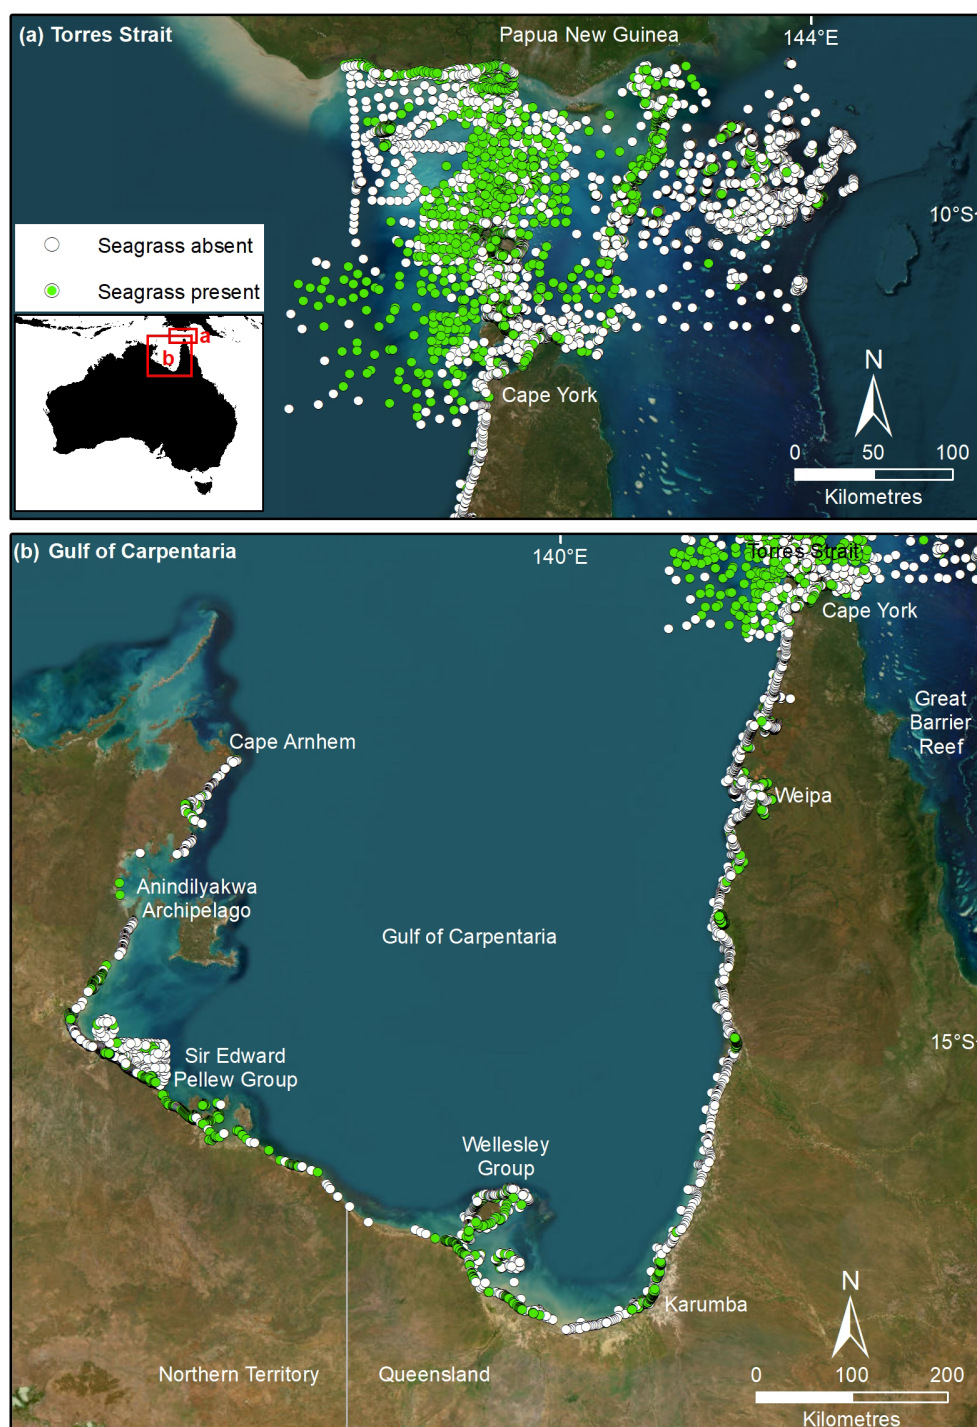 (a) Torres Strait
Papua New Guinea
144°E
10°S
Seagrass absent
Seagrass present
a
b
Cape York
N
0 50 100
Kilometres
(b) Gulf of Carpentaria
140°E
Torres Strait
Cape York
Great
Barrier
Reef
Cape Arnhem
Weipa
Anindilyakwa
Archipelago
Gulf of Carpentaria
15°S
Sir Edward
Pellew Group
Wellesley
Group
Karumba
N
Northern Territory
Queensland
0 100 200
Kilometres